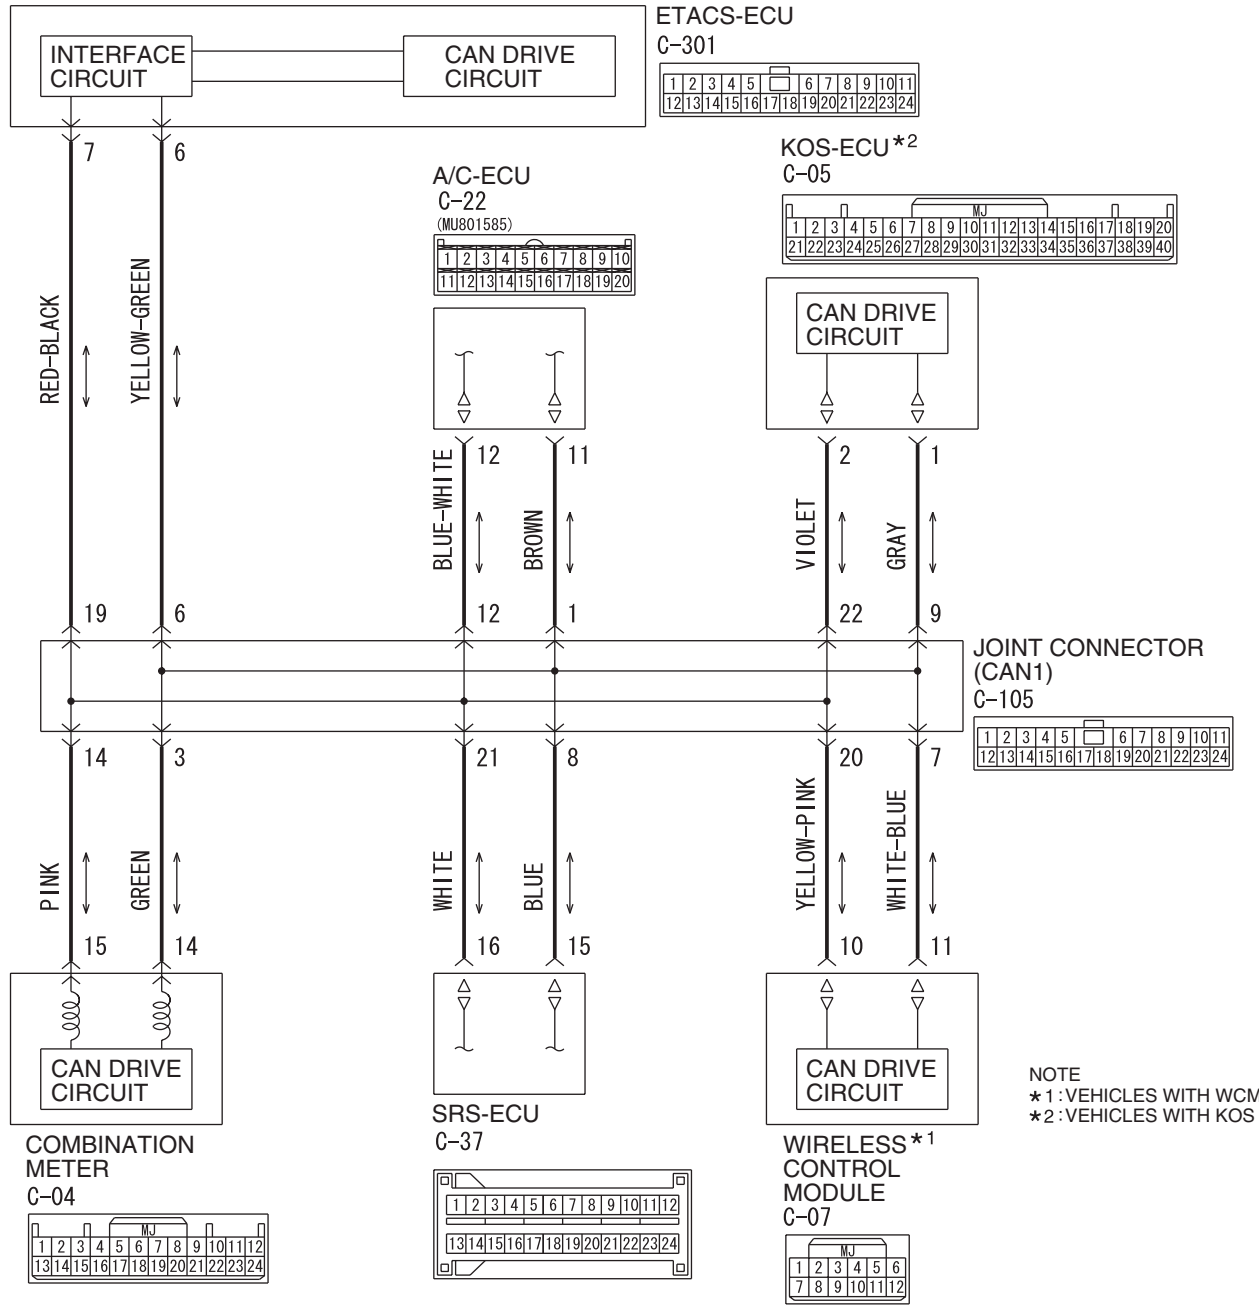 ETACS-ECU
C-301
INTERFACE
CIRCUIT
CAN DRIVE
CIRCUIT
1 2 3 4 5 6 7 8 9 10 11
12 13 14 15 16 17 18 19 20 21 22 23 24
7 6
KOS-ECU*2
C-05
MJ
1 2 3 4 5 6 7 8 9 10 11 12 13 14 15 16 17 18 19 20
21 22 23 24 25 26 27 28 29 30 31 32 33 34 35 36 37 38 39 40
A/C-ECU
C-22
(MU801585)
1 2 3 4 5 6 7 8 9 10
11 12 13 14 15 16 17 18 19 20
CAN DRIVE
CIRCUIT
RED-BLACK
YELLOW-GREEN
12 11 2 1
BLUE-WHITE
BROWN
VIOLET
GRAY
19 6 12 1 22 9
JOINT CONNECTOR
(CAN1)
C-105
1 2 3 4 5 6 7 8 9 10 11
12 13 14 15 16 17 18 19 20 21 22 23 24
14 3 21 8 20 7
PINK
GREEN
WHITE
BLUE
YELLOW-PINK
WHITE-BLUE
15 14 16 15 10 11
CAN DRIVE
CIRCUIT
CAN DRIVE
CIRCUIT
NOTE
*1:VEHICLES WITH WCM
*2:VEHICLES WITH KOS
COMBINATION
METER
C-04
MJ
1 2 3 4 5 6 7 8 9 10 11 12
13 14 15 16 17 18 19 20 21 22 23 24
SRS-ECU
C-37
1 2 3 4 5 6 7 8 9 10 11 12
13 14 15 16 17 18 19 20 21 22 23 24
WIRELESS*1
CONTROL
MODULE
C-07
MJ
1 2 3 4 5 6
7 8 9 10 11 12